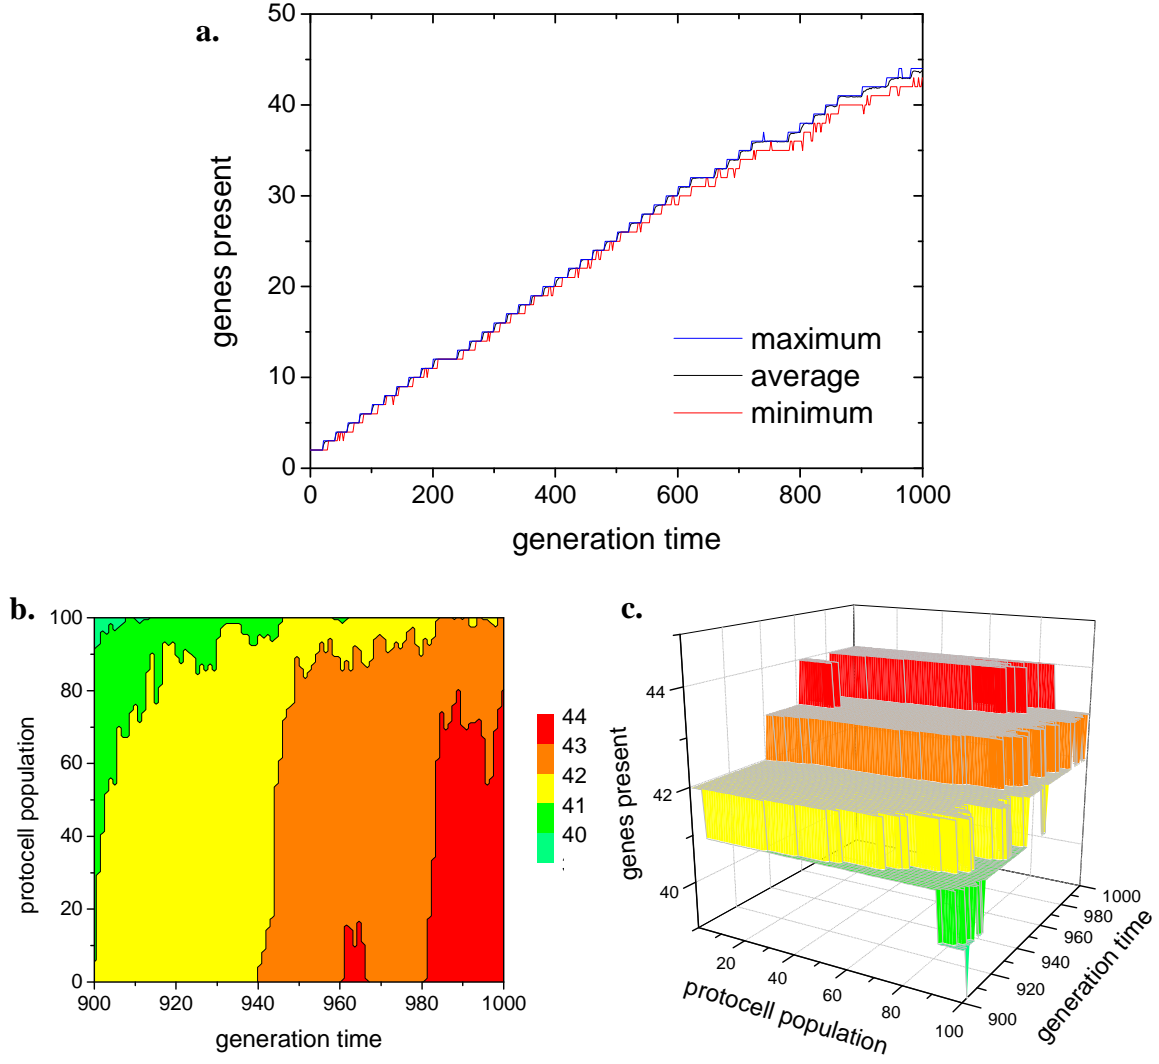 a.
50
40
30
20
10
0
genes present
maximum
average
minimum
0 200 400 600 800 1000
generation time
b.
100
80
60
40
20
0
protocell population
900 920 940 960 980 1000
generation time
44
43
42
41
40
c.
44
42
40
genes present
20 40 60 80 100
protocell population
900 920 940 960 980 1000
generation time